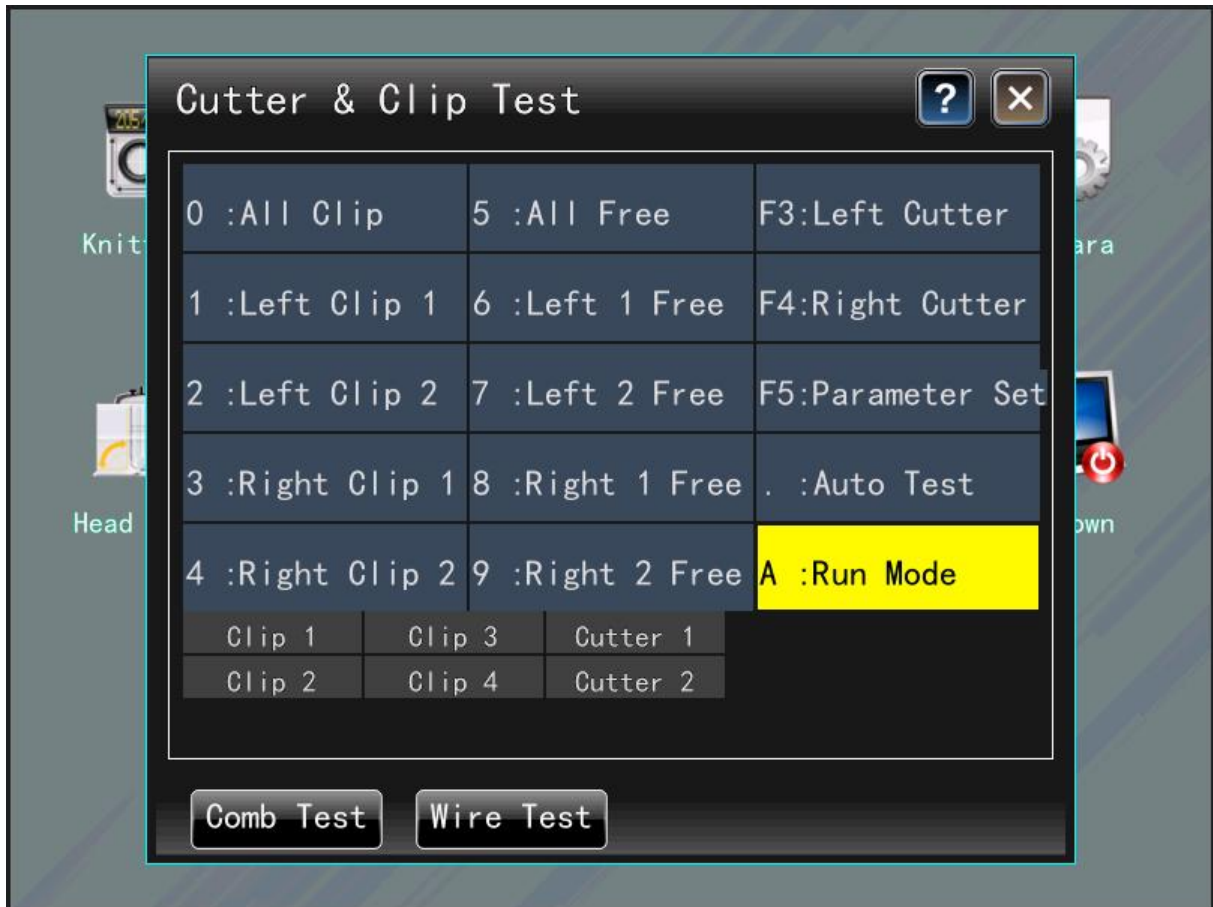 Cutter & Clip Test
?
0 :All Clip 5 :All Free F3:Left Cutter
1 :Left Clip 1 6 :Left 1 Free F4:Right Cutter
2 :Left Clip 2 7 :Left 2 Free F5:Parameter Set
3 :Right Clip 1 8 :Right 1 Free . :Auto Test
4 :Right Clip 2 9 :Right 2 Free A :Run Mode
Clip 1 Clip 3 Cutter 1
Clip 2 Clip 4 Cutter 2
Comb Test Wire Test
Knit
ara
Head
own